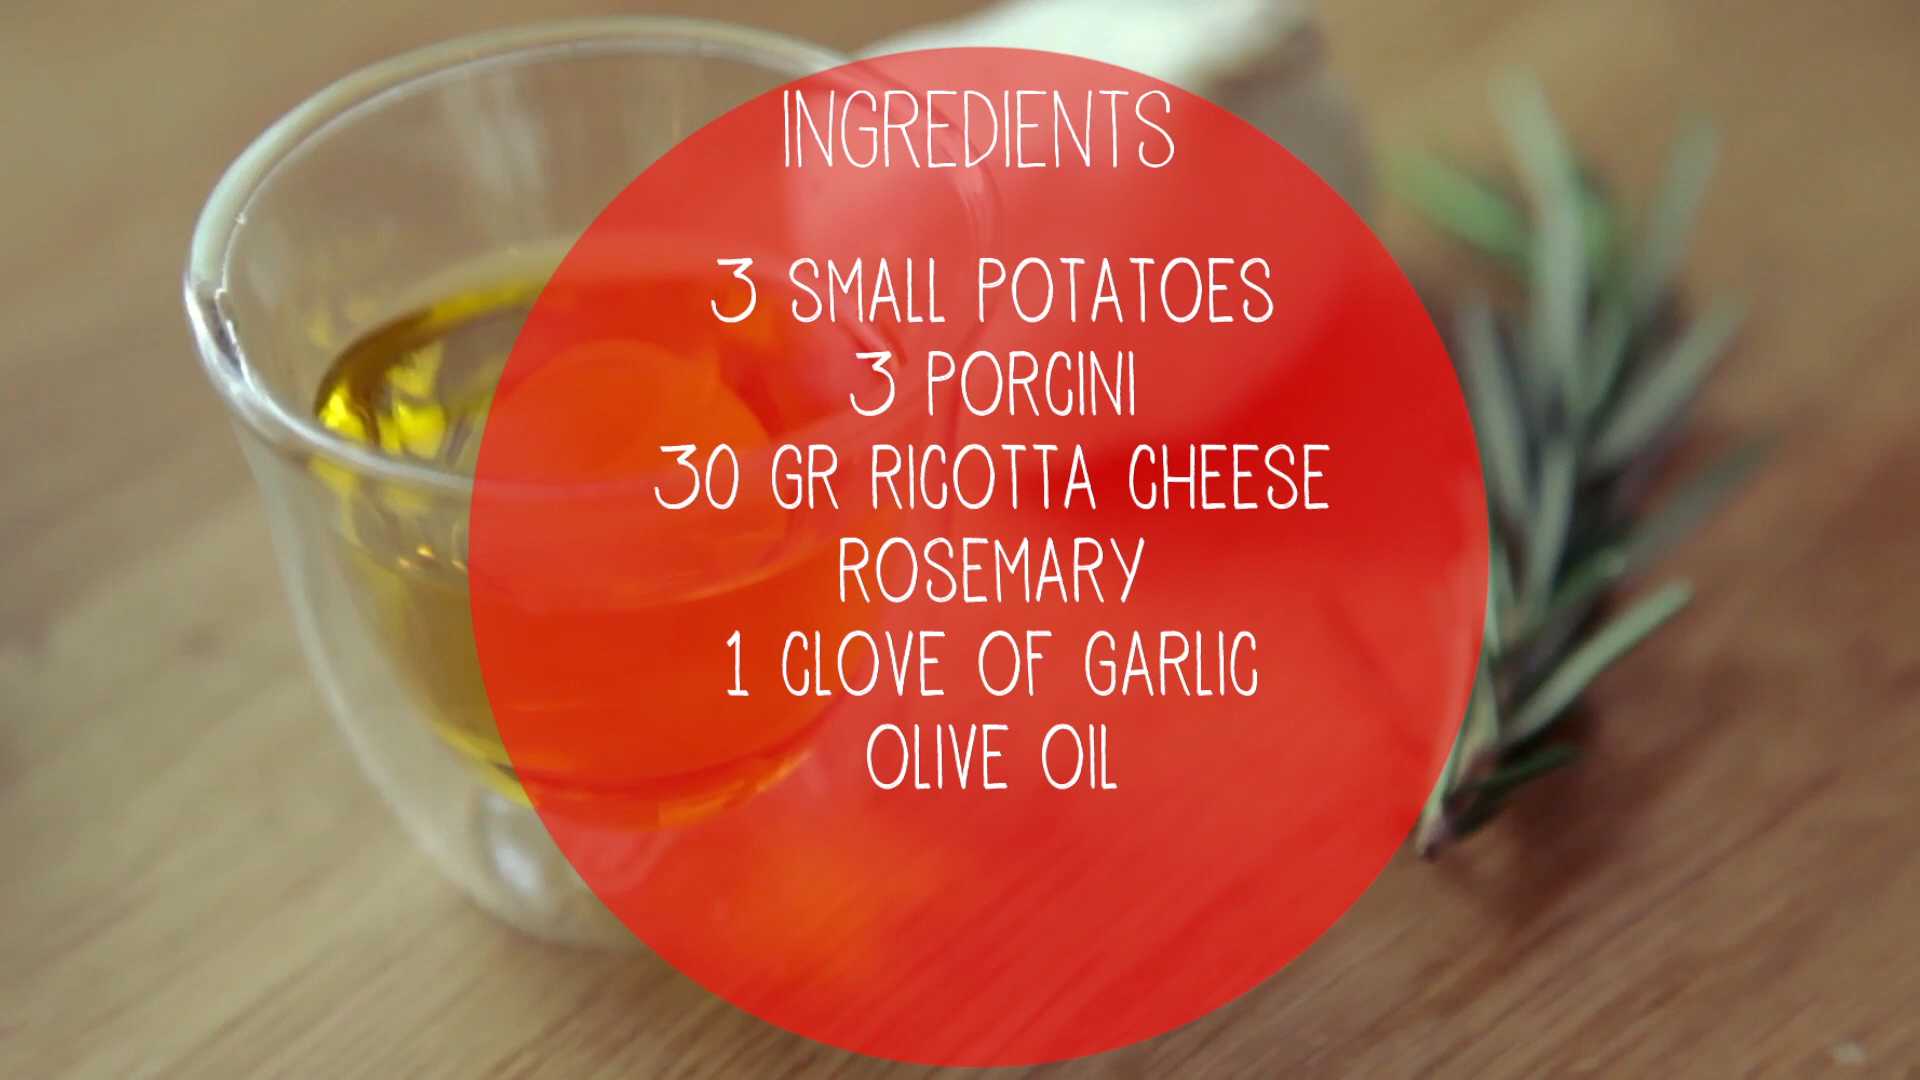 INGREDIENTS
3 SMALL POTATOES
3 PORCINI
30 GR RICOTTA CHEESE
ROSEMARY
1 CLOVE OF GARLIC
OLIVE OIL